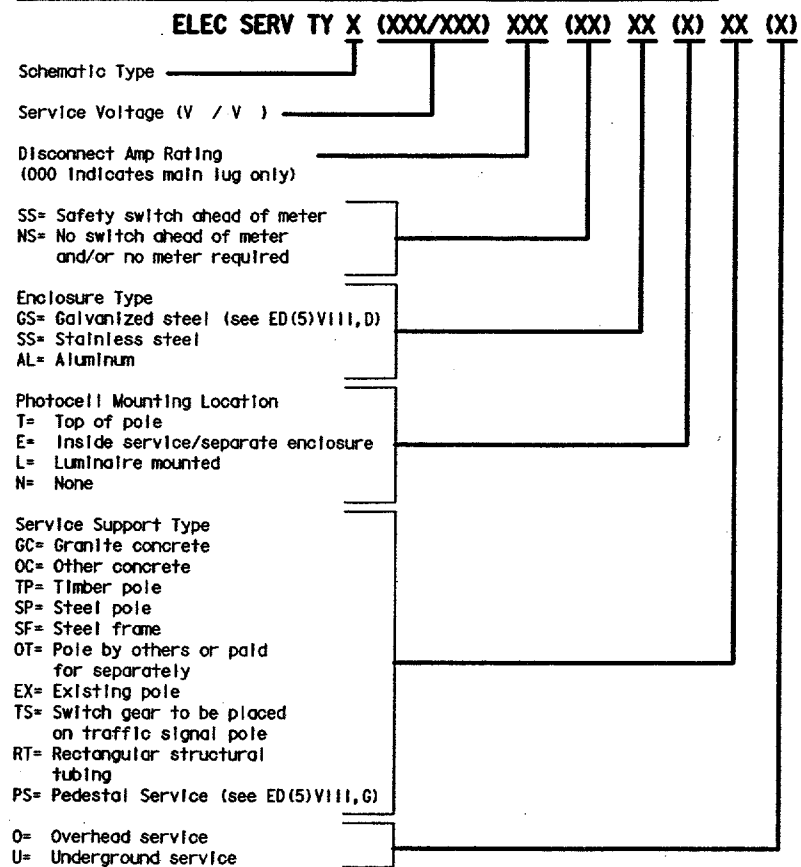 ELEC SERV TY X (XXX/XXX) XXX (XX) XX (X) XX (X)
Schematic Type
Service Voltage (V / V )
Disconnect Amp Rating
(000 indicates main lug only)
SS= Safety switch ahead of meter
NS= No switch ahead of meter
and/or no meter required
Enclosure Type
GS= Galvanized steel (see ED(5)VIII,D)
SS= Stainless steel
AL= Aluminum
Photocell Mounting Location
T= Top of pole
E= Inside service/separate enclosure
L= Luminaire mounted
N= None
Service Support Type
GC= Granite concrete
OC= Other concrete
TP= Timber pole
SP= Steel pole
SF= Steel frame
OT= Pole by others or paid
for separately
EX= Existing pole
TS= Switch gear to be placed
on traffic signal pole
RT= Rectangular structural
tubing
PS= Pedestal Service (see ED(5)VIII,G)
O= Overhead service
U= Underground service